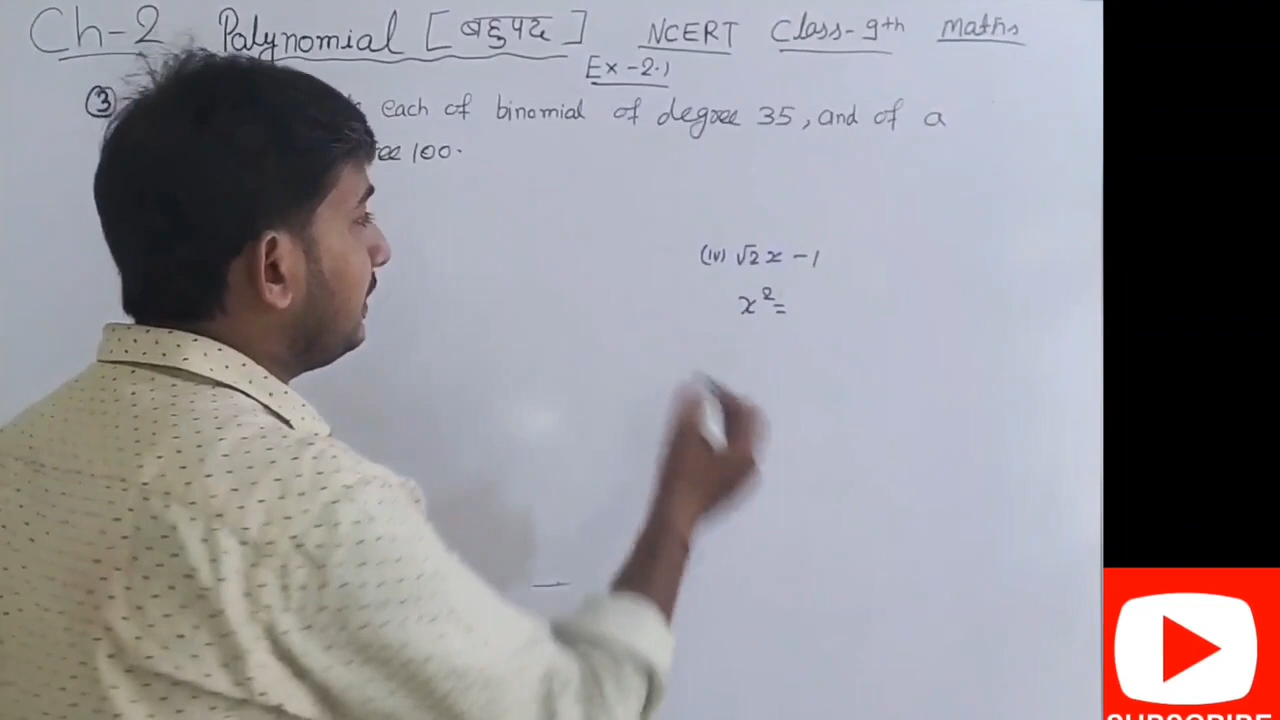 Ch-2 Polynomial [बहुपद] NCERT Class-9th Maths
Ex-2.1
③ each of binomial of degree 35, and of a
100.
(iv) √2 x - 1
x² =
SUBSCRIBE